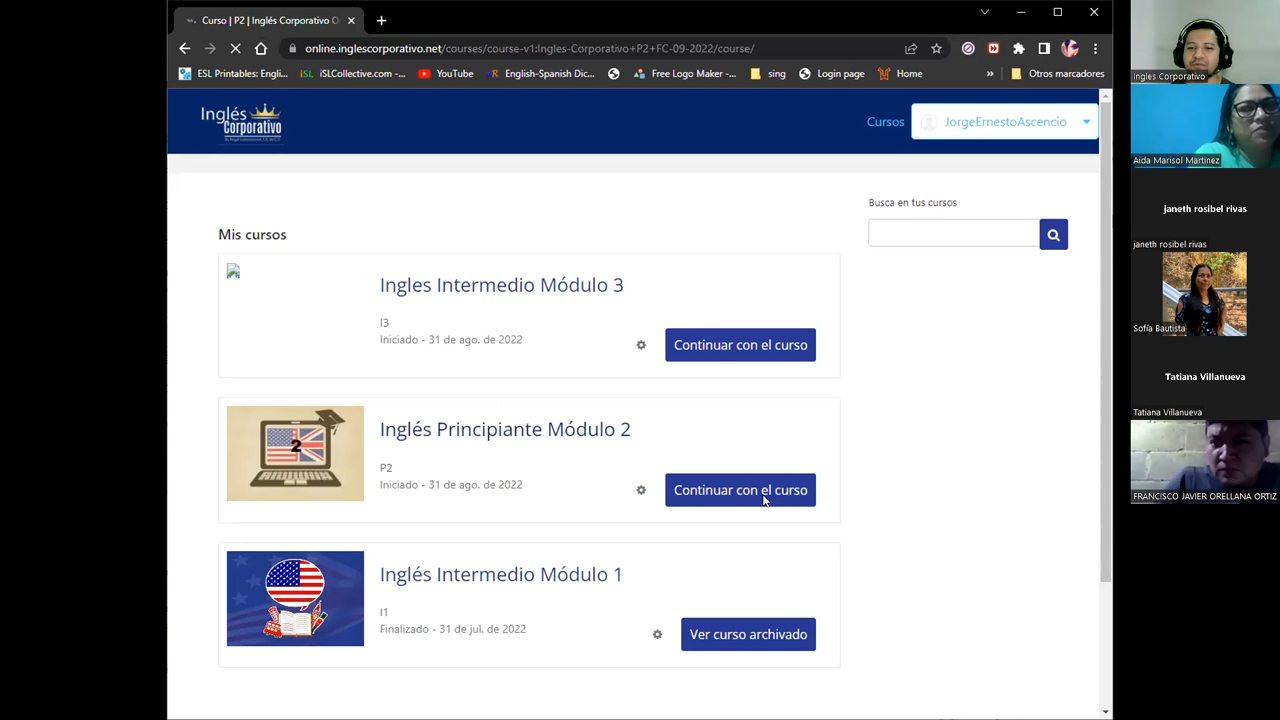 Curso | P2 | Inglés Corporativo O
online.inglescorporativo.net/courses/course-v1:Ingles-Corporativo+P2+FC-09-2022/course/
ESL Printables: Engli...
iSL
iSLCollective.com -...
YouTube
English-Spanish Dic...
Free Logo Maker -...
sing
Login page
Home
»
Otros marcadores
Inglés
Corporativo
Cursos
JorgeErnestoAscencio
Busca en tus cursos
Mis cursos
Ingles Intermedio Módulo 3
I3
Iniciado - 31 de ago. de 2022
Continuar con el curso
2
Inglés Principiante Módulo 2
P2
Iniciado - 31 de ago. de 2022
Continuar con el curso
Inglés Intermedio Módulo 1
I1
Finalizado - 31 de jul. de 2022
Ver curso archivado
Ingles Corporativo
Aida Marisol Martinez
janeth rosibel rivas
janeth rosibel rivas
Sofía Bautista
Tatiana Villanueva
Tatiana Villanueva
FRANCISCO JAVIER ORELLANA ORTIZ